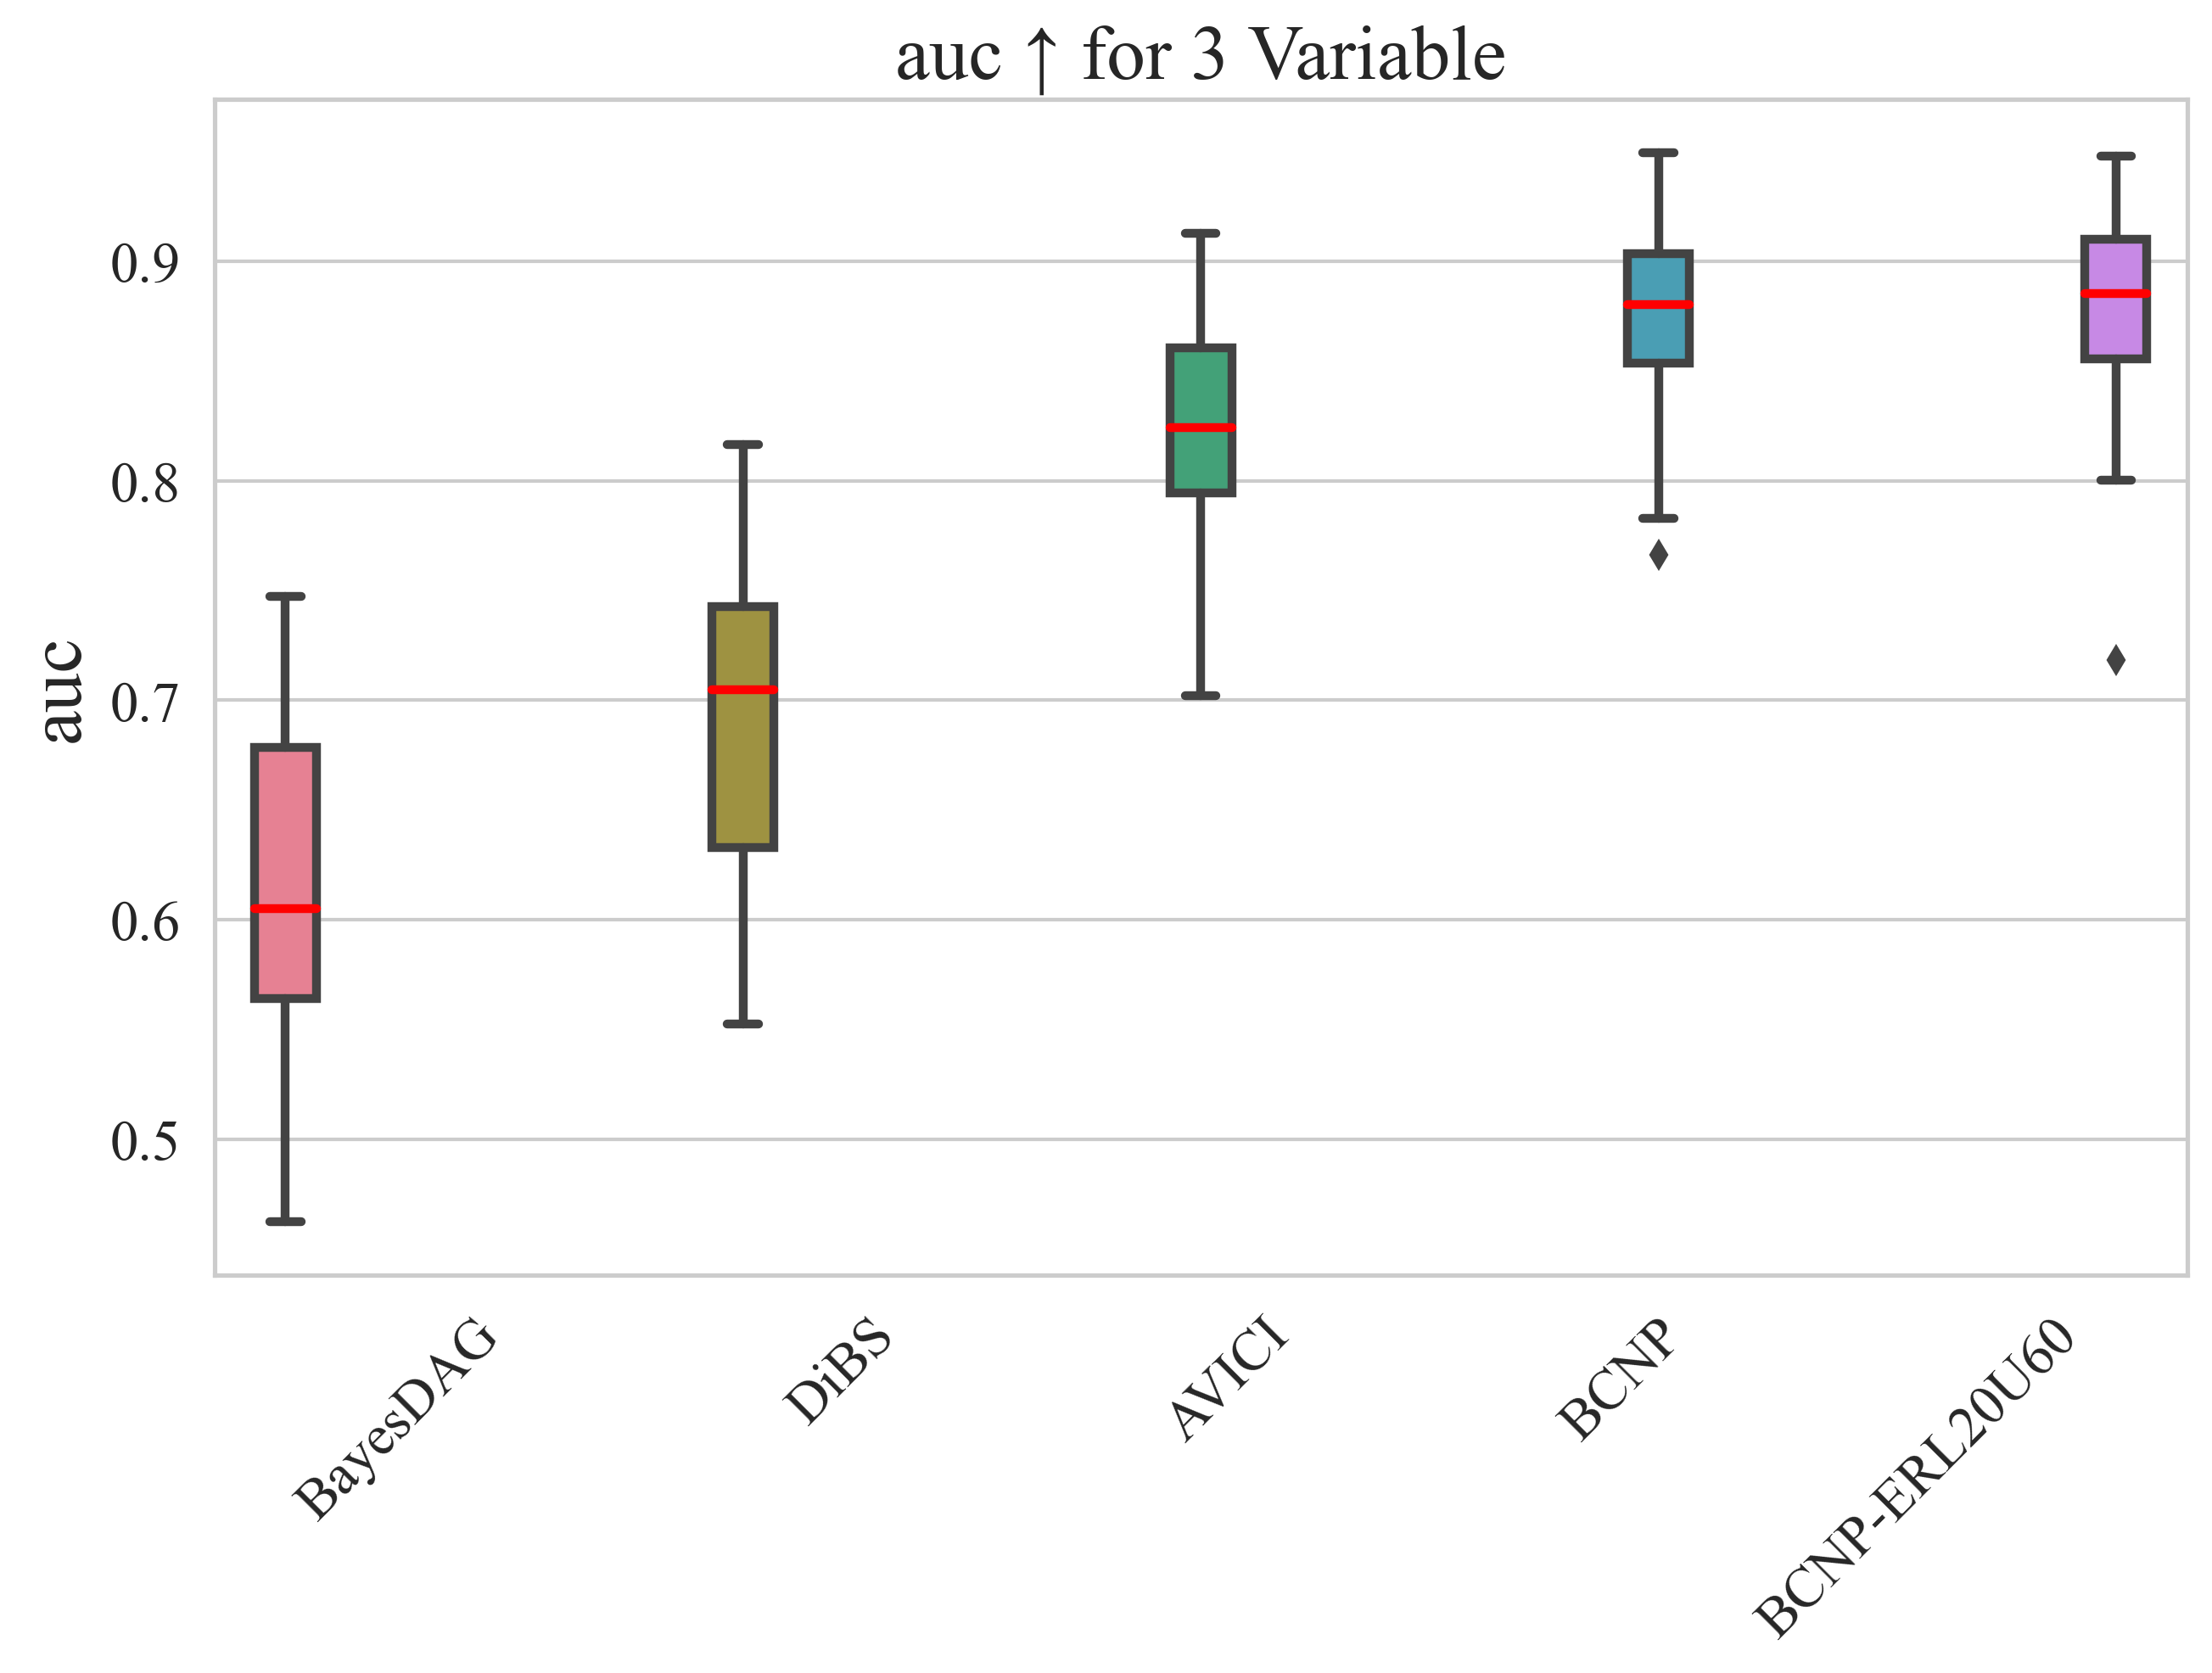 auc ↑ for 3 Variable
auc
0.9
0.8
0.7
0.6
0.5
BayesDAG
DiBS
AVICI
BCNP
BCNP-ERL20U60